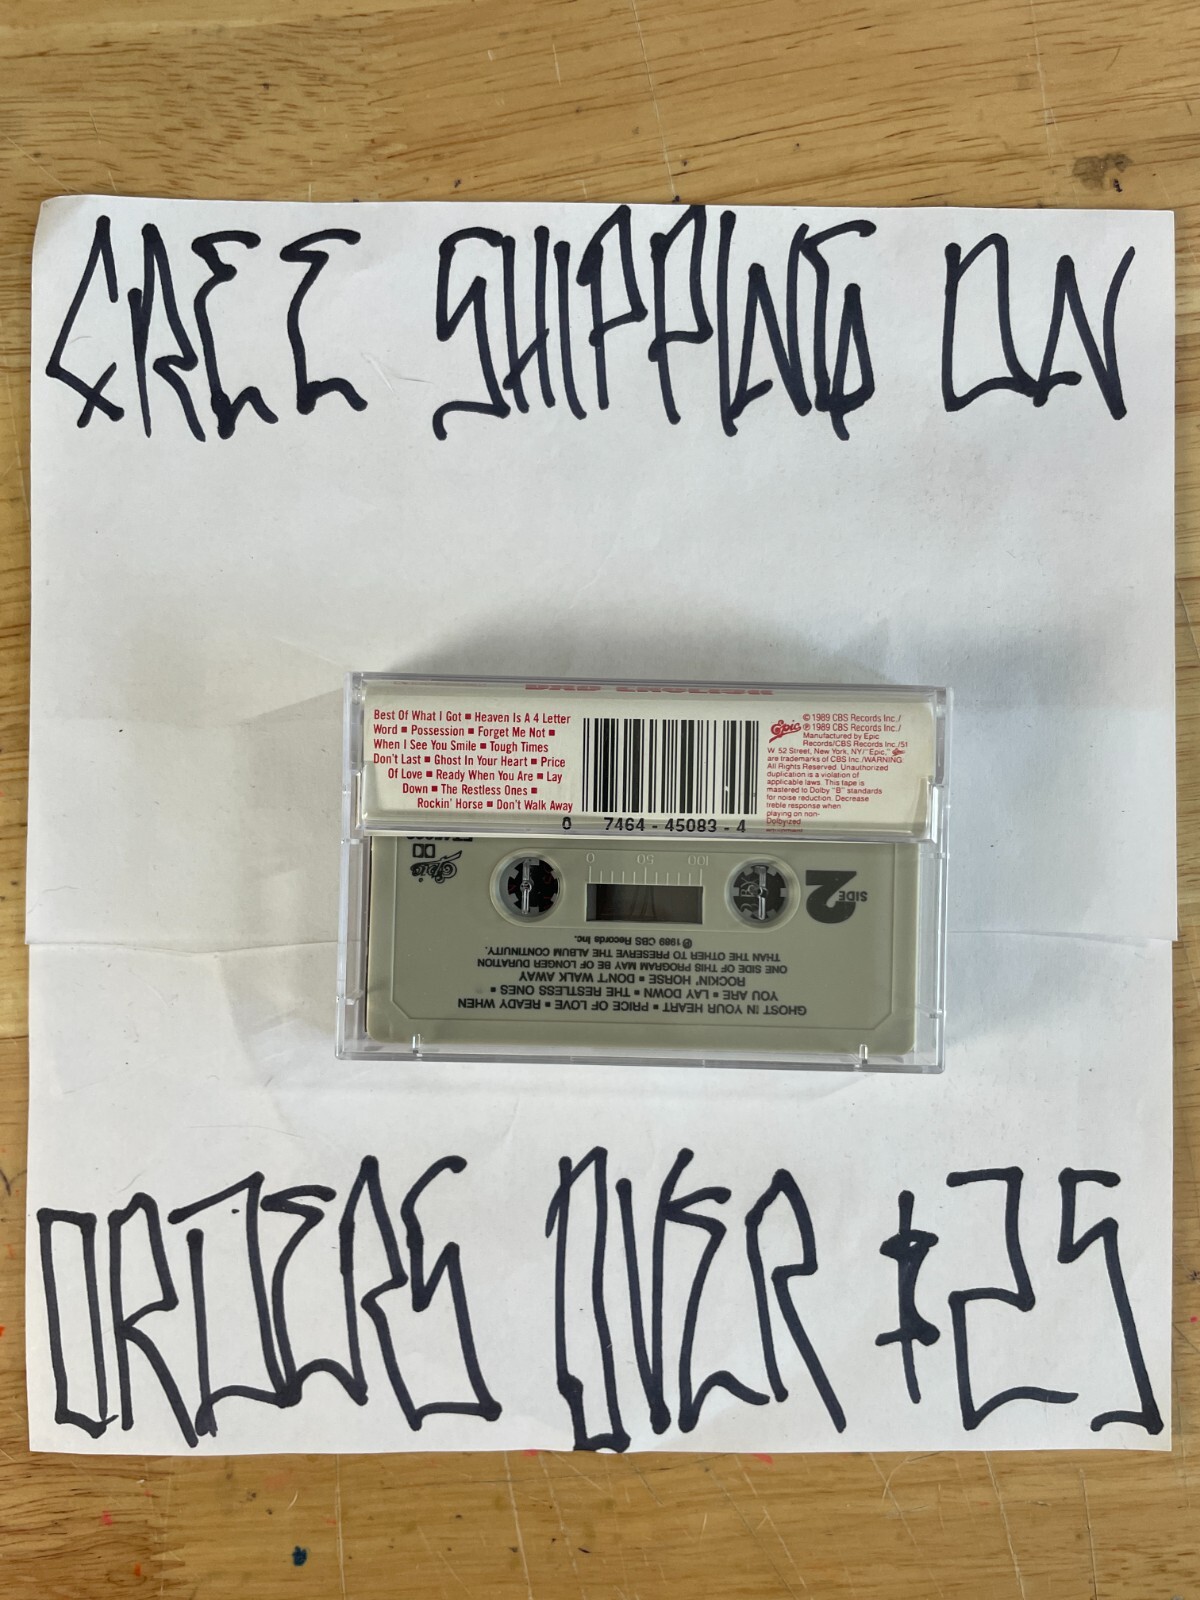 FREE SHIPPING ON
BAD ENGLISH
Best Of What I Got ■ Heaven Is A 4 Letter
Word ■ Possession ■ Forget Me Not ■
When I See You Smile ■ Tough Times
Don't Last ■ Ghost In Your Heart ■ Price
Of Love ■ Ready When You Are ■ Lay
Down ■ The Restless Ones ■
Rockin' Horse ■ Don't Walk Away
0 7464 - 45083 - 4
Epic
© 1989 CBS Records Inc./
℗ 1989 CBS Records Inc./
Manufactured by Epic
Records/CBS Records Inc./51
W 52 Street, New York, NY/"Epic,"
are trademarks of CBS Inc./WARNING:
All Rights Reserved. Unauthorized
duplication is a violation of
applicable laws. This tape is
mastered to Dolby "B" standards
for noise reduction. Decrease
treble response when
playing on non-
Dolbyized
SIDE
2
Epic
0 50 100
GHOST IN YOUR HEART ■ PRICE OF LOVE ■ READY WHEN
YOU ARE ■ LAY DOWN ■ THE RESTLESS ONES ■
ROCKIN' HORSE ■ DON'T WALK AWAY
ONE SIDE OF THIS PROGRAM MAY BE OF LONGER DURATION
THAN THE OTHER TO PRESERVE THE ALBUM CONTINUITY.
℗ 1989 CBS Records Inc.
ORDERS OVER $25